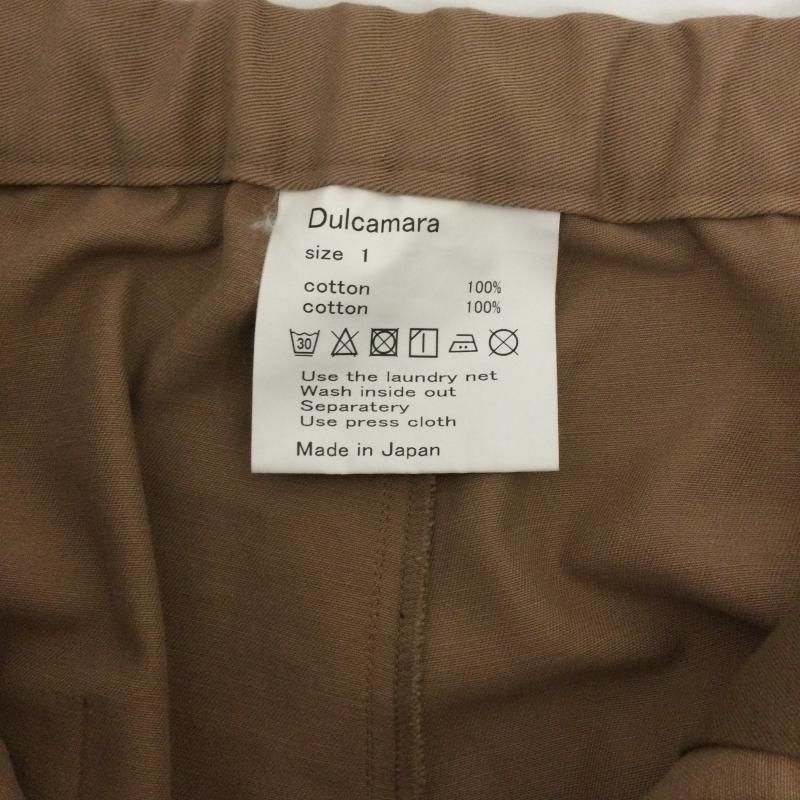 Dulcamara
size 1
cotton 100%
cotton 100%
30
Use the laundry net
Wash inside out
Separatery
Use press cloth
Made in Japan